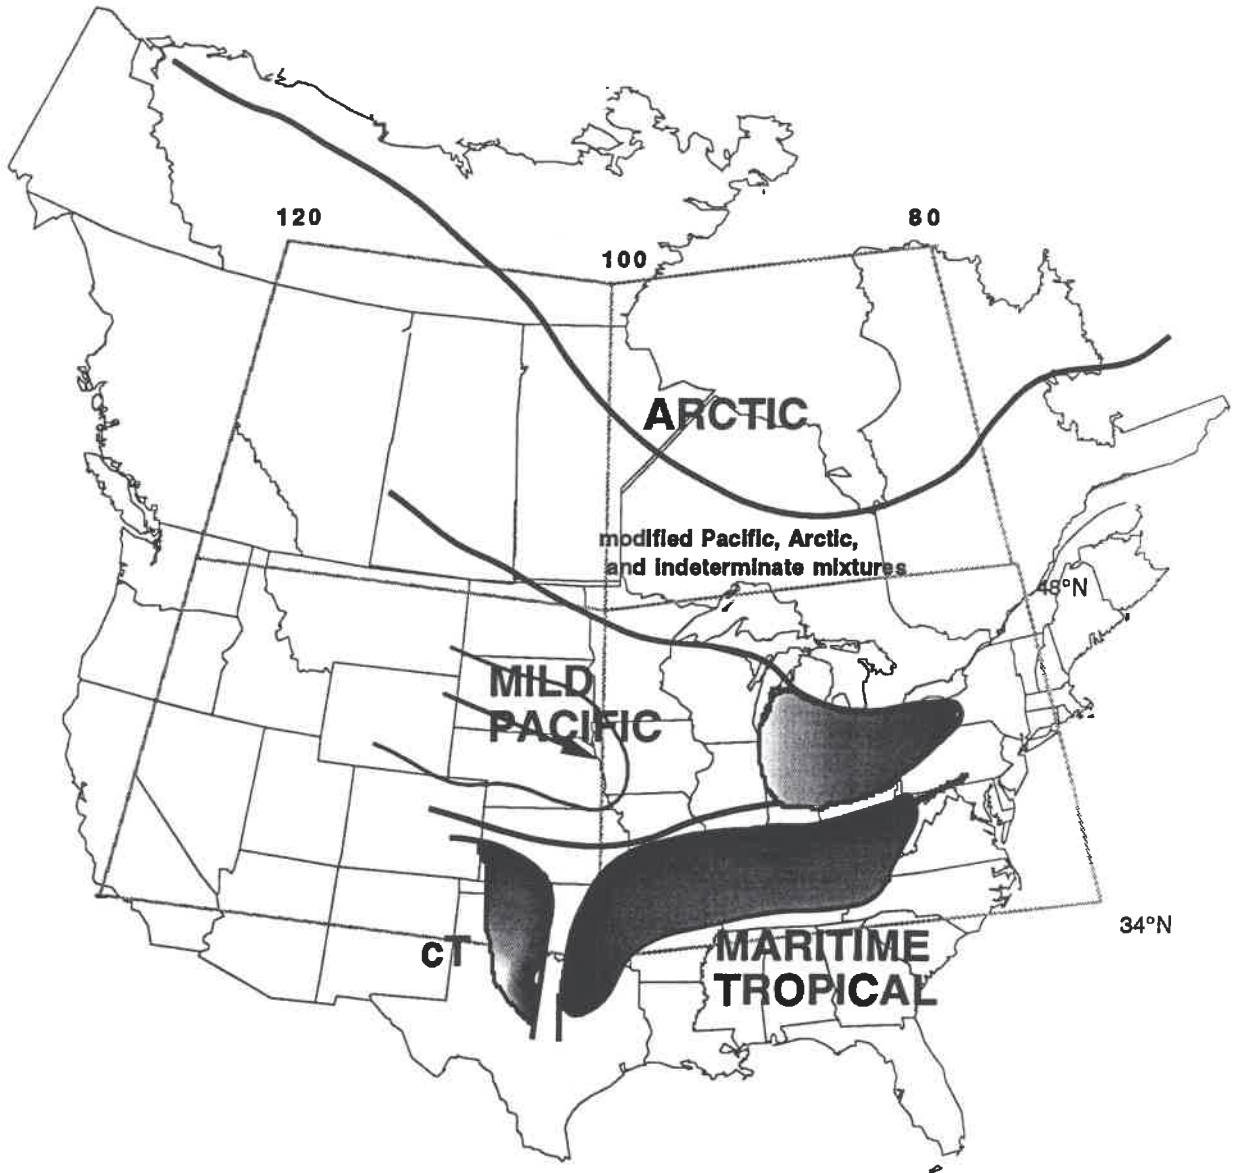 120
80
100
ARCTIC
modified Pacific, Arctic,
and indeterminate mixtures
48°N
MILD
PACIFIC
34°N
cT
MARITIME
TROPICAL